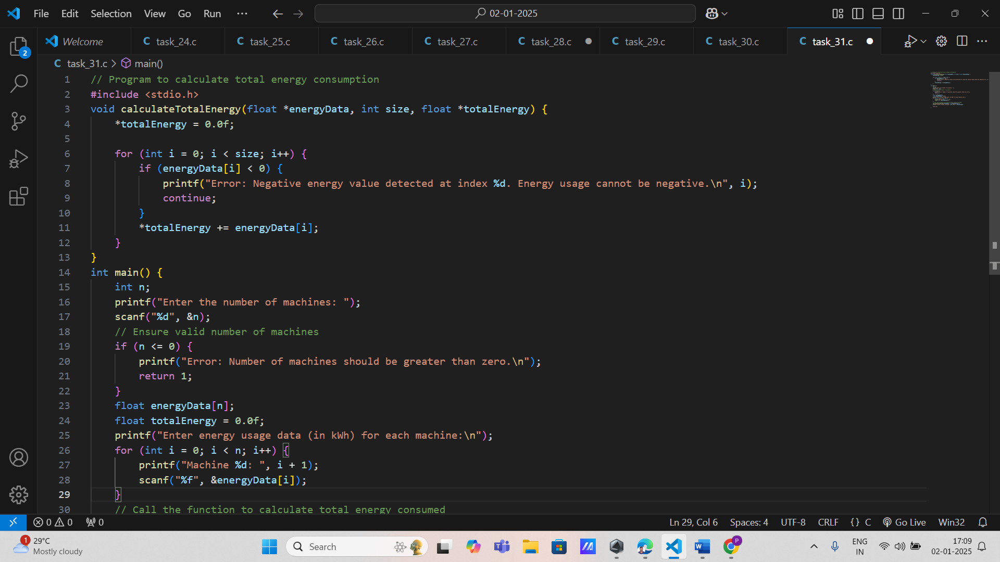 File Edit Selection View Go Run ... 02-01-2025
Welcome task_24.c task_25.c task_26.c task_27.c task_28.c task_29.c task_30.c task_31.c
C task_31.c > main()
1 // Program to calculate total energy consumption
2 #include <stdio.h>
3 void calculateTotalEnergy(float *energyData, int size, float *totalEnergy) {
4     *totalEnergy = 0.0f;
5
6     for (int i = 0; i < size; i++) {
7         if (energyData[i] < 0) {
8             printf("Error: Negative energy value detected at index %d. Energy usage cannot be negative.\n", i);
9             continue;
10         }
11         *totalEnergy += energyData[i];
12     }
13 }
14 int main() {
15     int n;
16     printf("Enter the number of machines: ");
17     scanf("%d", &n);
18     // Ensure valid number of machines
19     if (n <= 0) {
20         printf("Error: Number of machines should be greater than zero.\n");
21         return 1;
22     }
23     float energyData[n];
24     float totalEnergy = 0.0f;
25     printf("Enter energy usage data (in kWh) for each machine:\n");
26     for (int i = 0; i < n; i++) {
27         printf("Machine %d: ", i + 1);
28         scanf("%f", &energyData[i]);
29     }
30     // Call the function to calculate total energy consumed
2
0 0 0 Ln 29, Col 6 Spaces: 4 UTF-8 CRLF {} C Go Live Win32
1 29°C
Mostly cloudy
Search
ENG
IN
17:09
02-01-2025